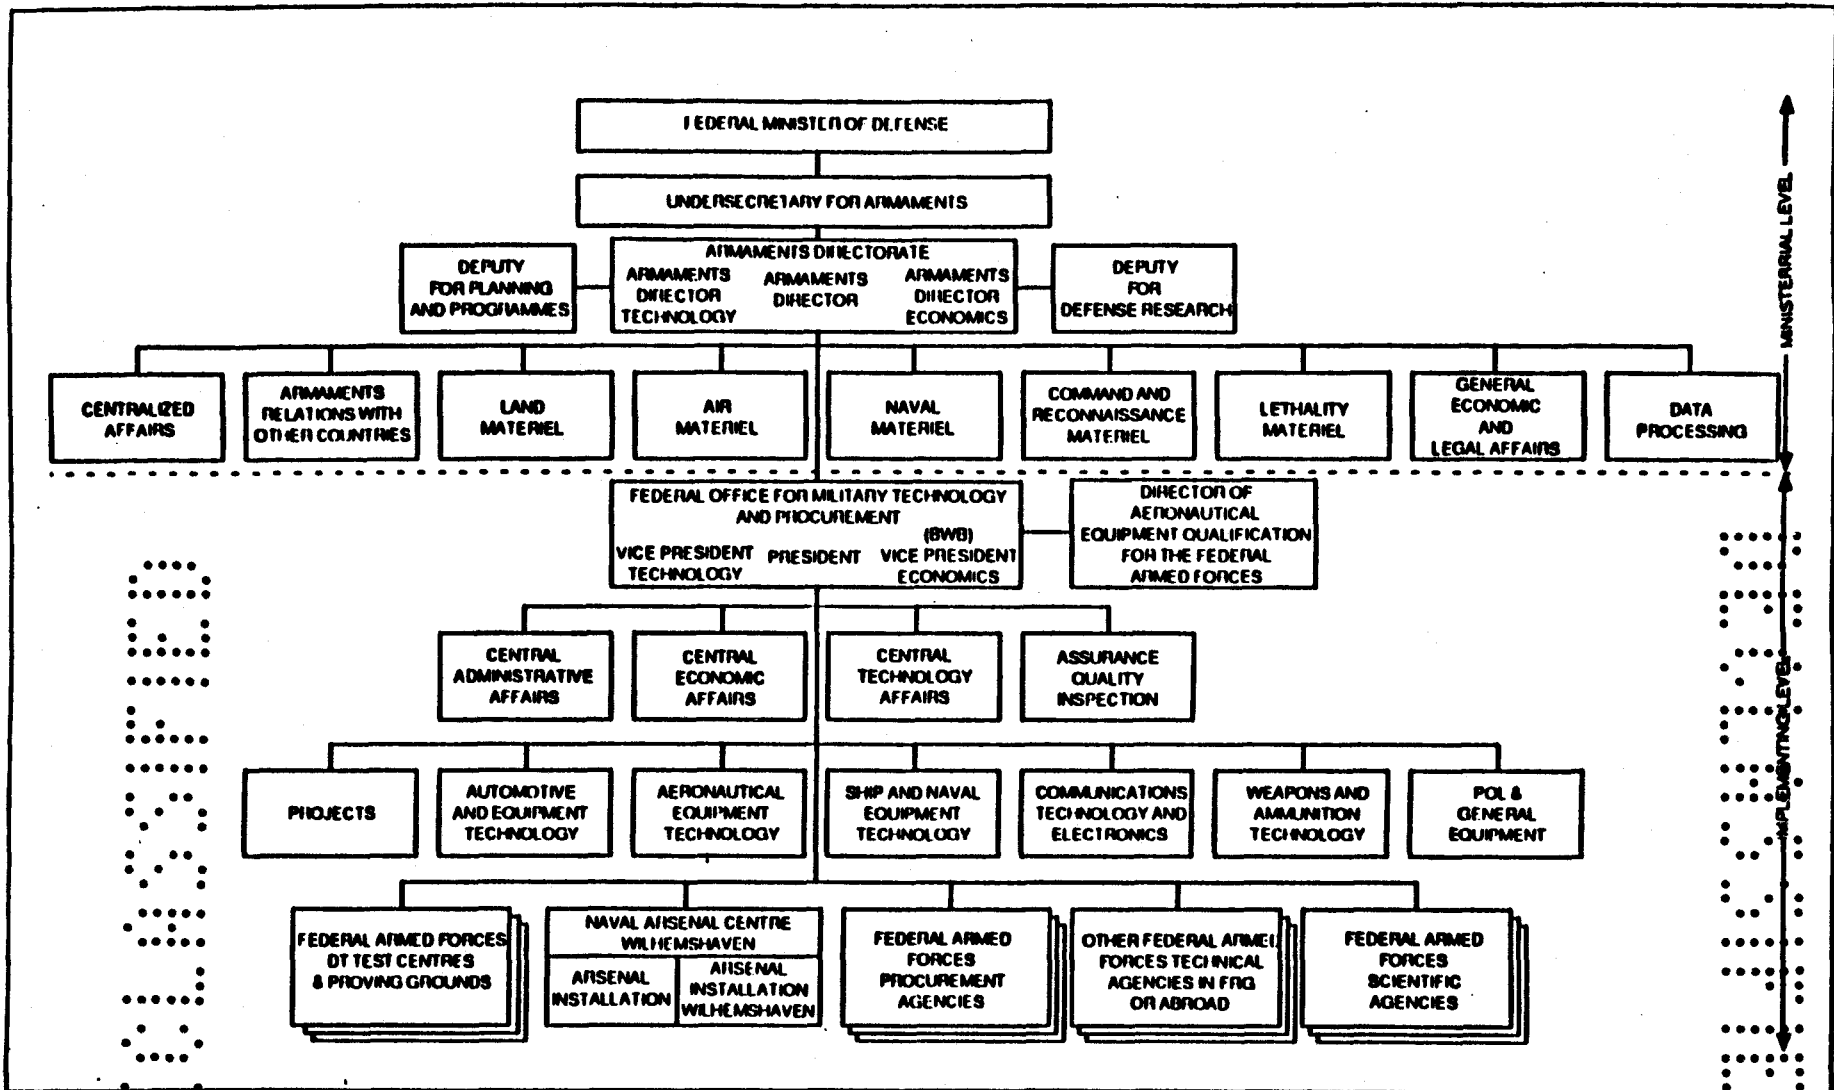 FEDERAL MINISTER OF DEFENSE
UNDERSECRETARY FOR ARMAMENTS
DEPUTY
FOR PLANNING
AND PROGRAMMES
ARMAMENTS DIRECTORATE
ARMAMENTS
DIRECTOR
TECHNOLOGY
ARMAMENTS
DIRECTOR
ARMAMENTS
DIRECTOR
ECONOMICS
DEPUTY
FOR
DEFENSE RESEARCH
MINISTERRIAL LEVEL
CENTRALIZED
AFFAIRS
ARMAMENTS
RELATIONS WITH
OTHER COUNTRIES
LAND
MATERIEL
AIR
MATERIEL
NAVAL
MATERIEL
COMMAND AND
RECONNAISSANCE
MATERIEL
LETHALITY
MATERIEL
GENERAL
ECONOMIC
AND
LEGAL AFFAIRS
DATA
PROCESSING
FEDERAL OFFICE FOR MILITARY TECHNOLOGY
AND PROCUREMENT
(BWB)
VICE PRESIDENT
TECHNOLOGY
PRESIDENT
VICE PRESIDENT
ECONOMICS
DIRECTOR OF
AERONAUTICAL
EQUIPMENT QUALIFICATION
FOR THE FEDERAL
ARMED FORCES
CENTRAL
ADMINISTRATIVE
AFFAIRS
CENTRAL
ECONOMIC
AFFAIRS
CENTRAL
TECHNOLOGY
AFFAIRS
ASSURANCE
QUALITY
INSPECTION
IMPLEMENTING LEVEL
PROJECTS
AUTOMOTIVE
AND EQUIPMENT
TECHNOLOGY
AERONAUTICAL
EQUIPMENT
TECHNOLOGY
SHIP AND NAVAL
EQUIPMENT
TECHNOLOGY
COMMUNICATIONS
TECHNOLOGY AND
ELECTRONICS
WEAPONS AND
AMMUNITION
TECHNOLOGY
POL &
GENERAL
EQUIPMENT
FEDERAL ARMED FORCES
DT TEST CENTRES
& PROVING GROUNDS
NAVAL ARSENAL CENTRE
WILHEMSHAVEN
ARSENAL
INSTALLATION
ARSENAL
INSTALLATION
WILHEMSHAVEN
FEDERAL ARMED
FORCES
PROCUREMENT
AGENCIES
OTHER FEDERAL ARMED
FORCES TECHNICAL
AGENCIES IN FRG
OR ABROAD
FEDERAL ARMED
FORCES
SCIENTIFIC
AGENCIES